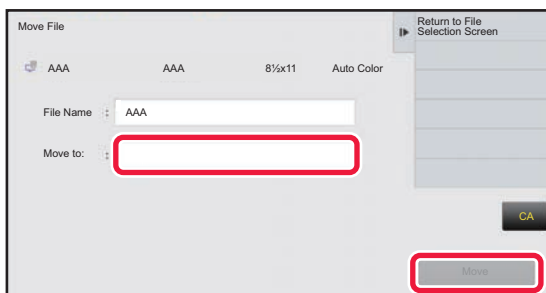 Move File
Return to File
Selection Screen
AAA AAA 8½x11 Auto Color
File Name : AAA
Move to: :
CA
Move